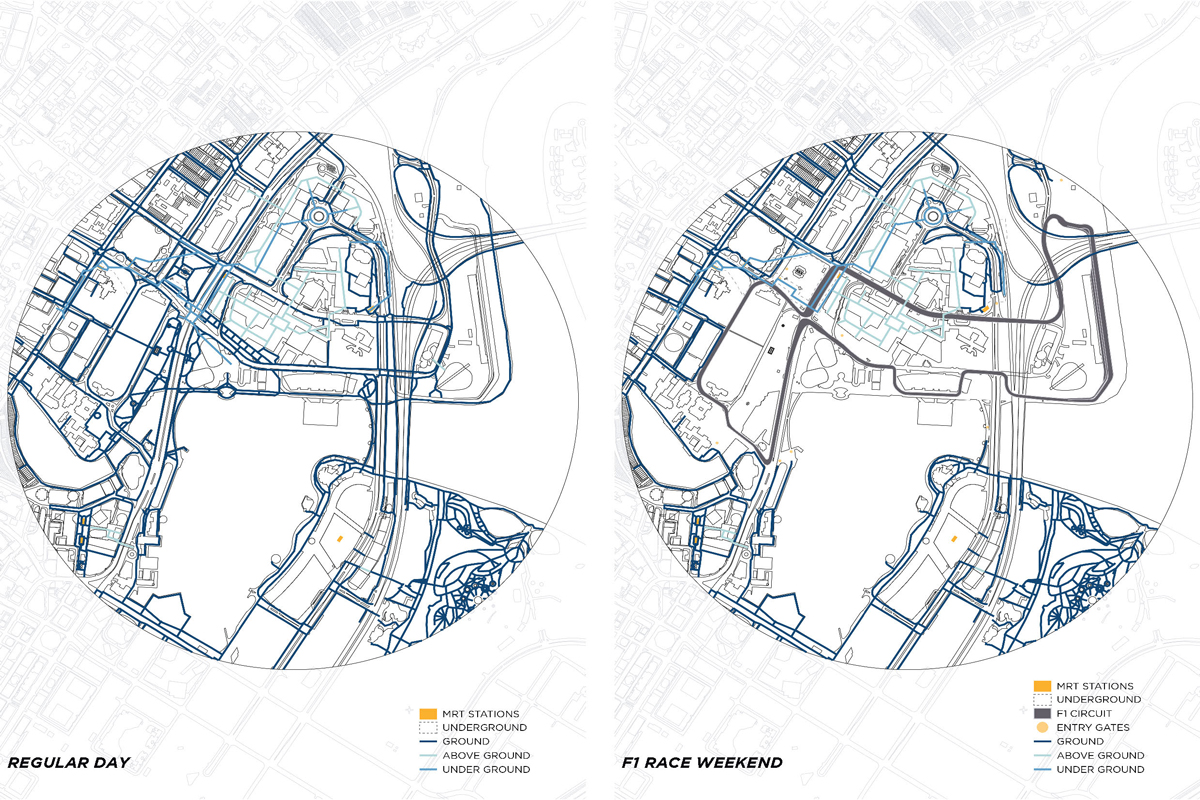 MRT STATIONS
UNDERGROUND
GROUND
ABOVE GROUND
UNDER GROUND
REGULAR DAY
MRT STATIONS
UNDERGROUND
F1 CIRCUIT
ENTRY GATES
GROUND
ABOVE GROUND
UNDER GROUND
F1 RACE WEEKEND